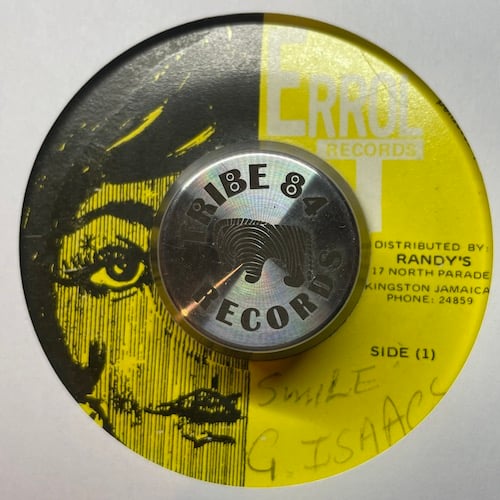 ERROL
RECORDS
T
TRIBE 84
RECORDS
DISTRIBUTED BY:
RANDY'S
17 NORTH PARADE
KINGSTON JAMAICA
PHONE: 24859
SIDE (1)
SMILE
G. ISAACS